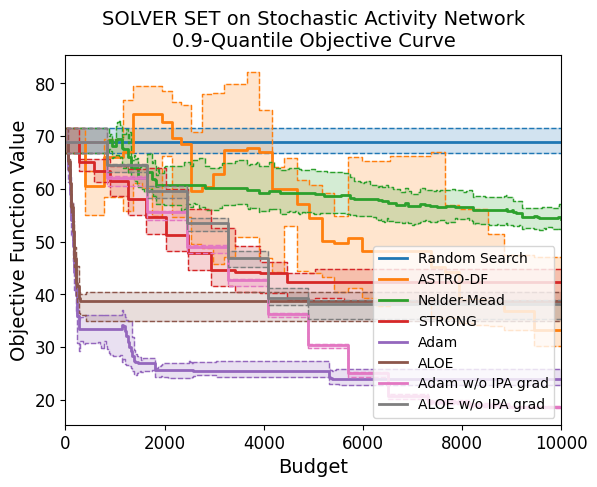 SOLVER SET on Stochastic Activity Network
0.9-Quantile Objective Curve
Objective Function Value
80
70
60
50
40
30
20
Random Search
ASTRO-DF
Nelder-Mead
STRONG
Adam
ALOE
Adam w/o IPA grad
ALOE w/o IPA grad
0 2000 4000 6000 8000 10000
Budget